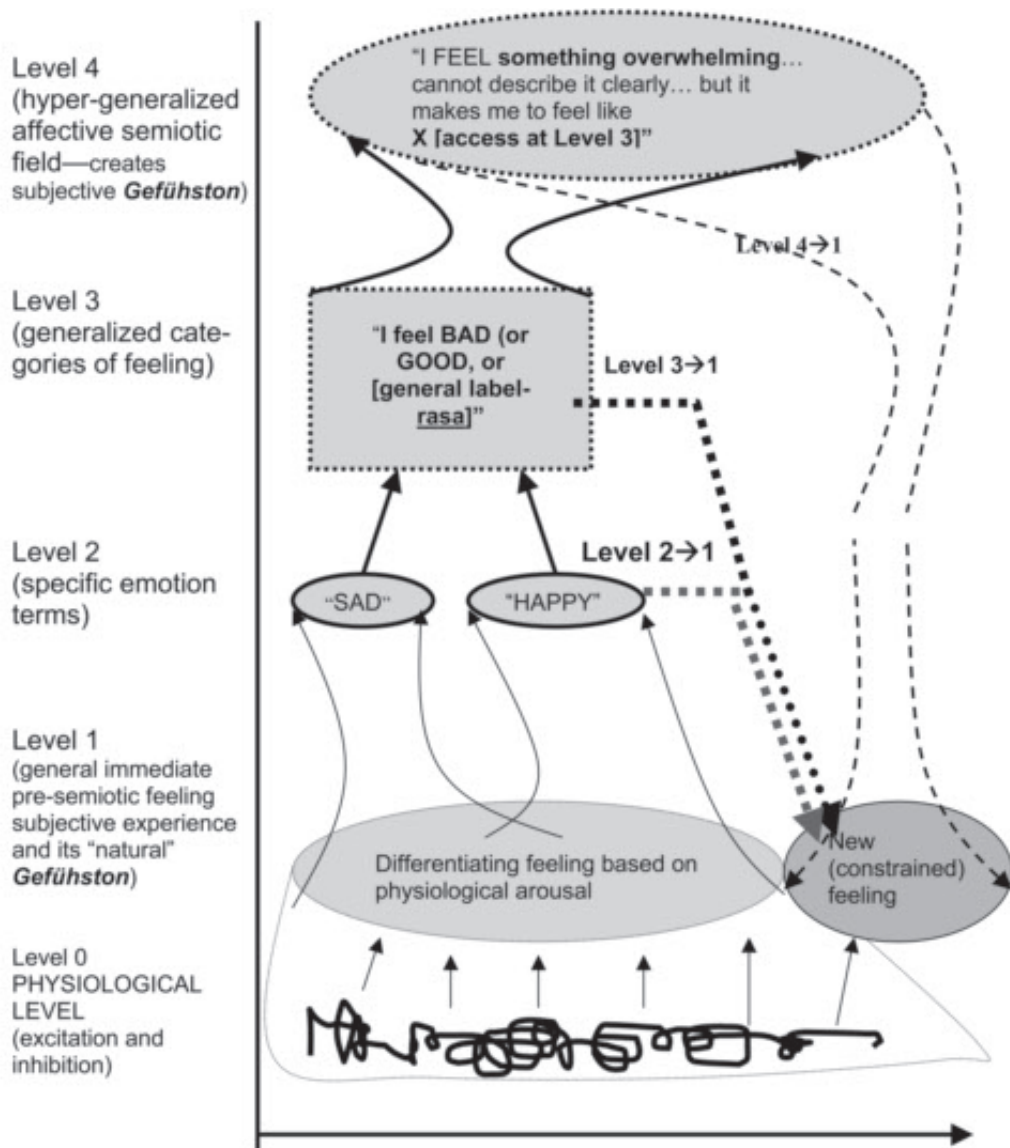 Level 4
(hyper-generalized
affective semiotic
field—creates
subjective Gefühston)
"I FEEL something overwhelming…
cannot describe it clearly… but it
makes me to feel like
X [access at Level 3]"
Level 4→1
Level 3
(generalized cate-
gories of feeling)
"I feel BAD (or
GOOD, or
[general label-
rasa]"
Level 3→1
Level 2
(specific emotion
terms)
Level 2→1
"SAD"
"HAPPY"
Level 1
(general immediate
pre-semiotic feeling
subjective experience
and its "natural"
Gefühston)
Differentiating feeling based on
physiological arousal
New
(constrained)
feeling
Level 0
PHYSIOLOGICAL
LEVEL
(excitation and
inhibition)